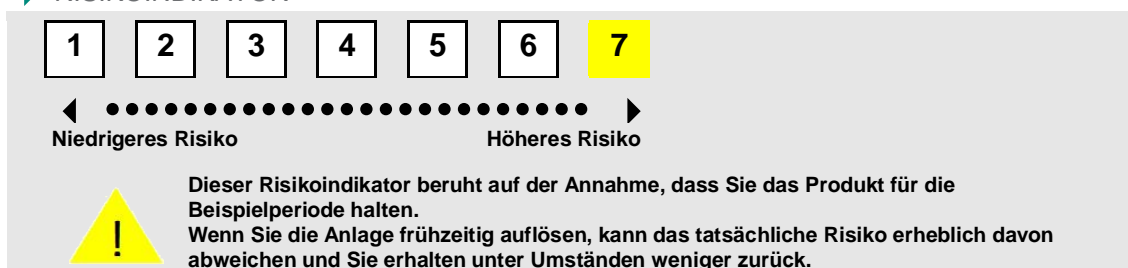 RISIKOINDIKATOR
1 2 3 4 5 6 7
Niedrigeres Risiko Höheres Risiko
Dieser Risikoindikator beruht auf der Annahme, dass Sie das Produkt für die
Beispielperiode halten.
! Wenn Sie die Anlage frühzeitig auflösen, kann das tatsächliche Risiko erheblich davon
abweichen und Sie erhalten unter Umständen weniger zurück.